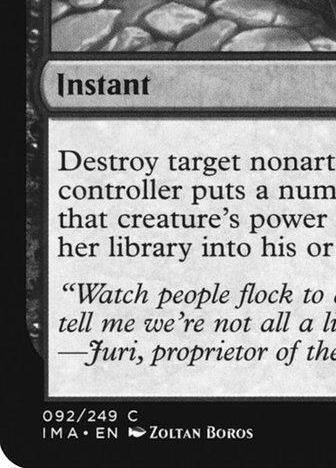 Instant
Destroy target nonart
controller puts a num
that creature's power
her library into his or
"Watch people flock to
tell me we're not all a
—Juri, proprietor of the
092/249 C
IMA • EN Zoltan Boros